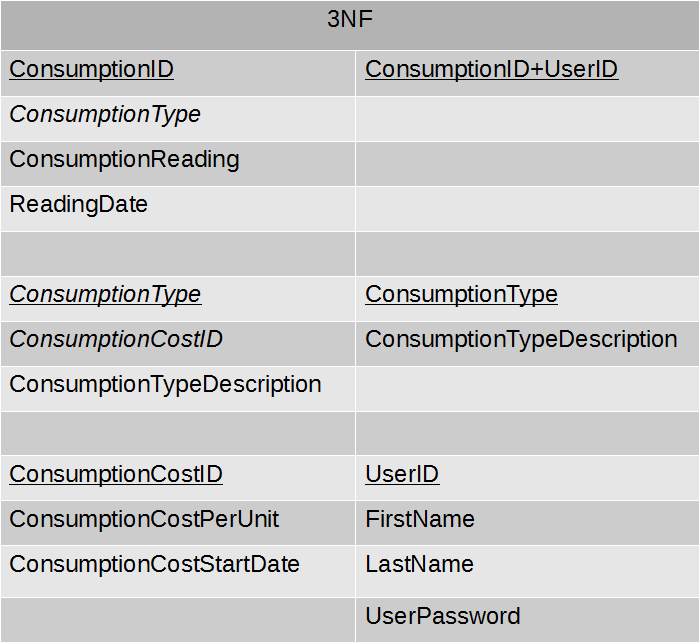 3NF
ConsumptionID ConsumptionID+UserID
ConsumptionType
ConsumptionReading
ReadingDate
ConsumptionType ConsumptionType
ConsumptionCostID ConsumptionTypeDescription
ConsumptionTypeDescription
ConsumptionCostID UserID
ConsumptionCostPerUnit FirstName
ConsumptionCostStartDate LastName
UserPassword